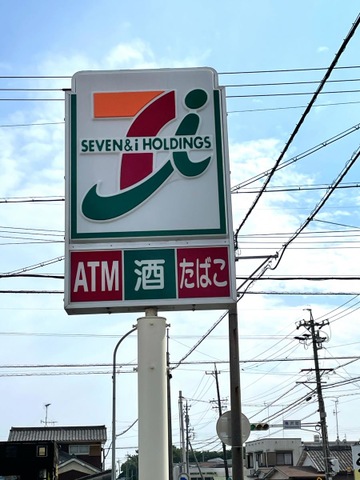 SEVEN&i HOLDINGS
ATM 酒 たばこ